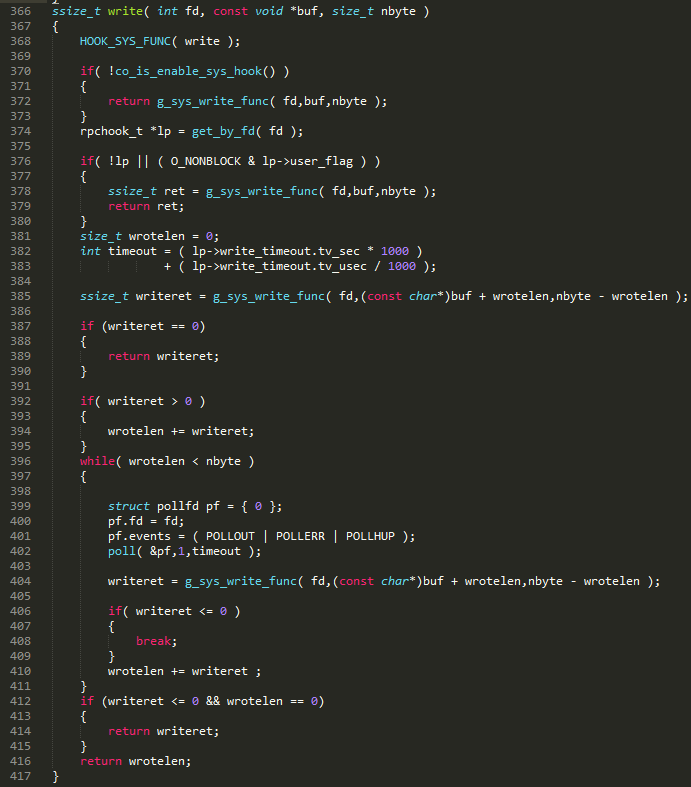 366 ssize_t write( int fd, const void *buf, size_t nbyte )
367 {
368     HOOK_SYS_FUNC( write );
369
370     if( !co_is_enable_sys_hook() )
371     {
372         return g_sys_write_func( fd,buf,nbyte );
373     }
374     rpchook_t *lp = get_by_fd( fd );
375
376     if( !lp || ( O_NONBLOCK & lp->user_flag ) )
377     {
378         ssize_t ret = g_sys_write_func( fd,buf,nbyte );
379         return ret;
380     }
381     size_t wrotelen = 0;
382     int timeout = ( lp->write_timeout.tv_sec * 1000 )
383                 + ( lp->write_timeout.tv_usec / 1000 );
384
385     ssize_t writeret = g_sys_write_func( fd,(const char*)buf + wrotelen,nbyte - wrotelen );
386
387     if (writeret == 0)
388     {
389         return writeret;
390     }
391
392     if( writeret > 0 )
393     {
394         wrotelen += writeret;
395     }
396     while( wrotelen < nbyte )
397     {
398
399         struct pollfd pf = { 0 };
400         pf.fd = fd;
401         pf.events = ( POLLOUT | POLLERR | POLLHUP );
402         poll( &pf,1,timeout );
403
404         writeret = g_sys_write_func( fd,(const char*)buf + wrotelen,nbyte - wrotelen );
405
406         if( writeret <= 0 )
407         {
408             break;
409         }
410         wrotelen += writeret ;
411     }
412     if (writeret <= 0 && wrotelen == 0)
413     {
414         return writeret;
415     }
416     return wrotelen;
417 }